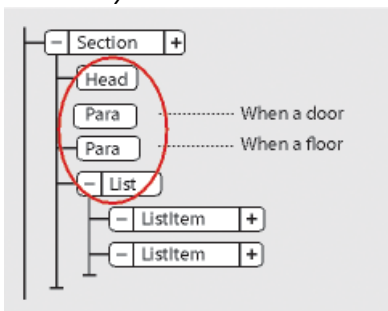 − Section +
Head
Para When a door
Para When a floor
− List
− ListItem +
− ListItem +